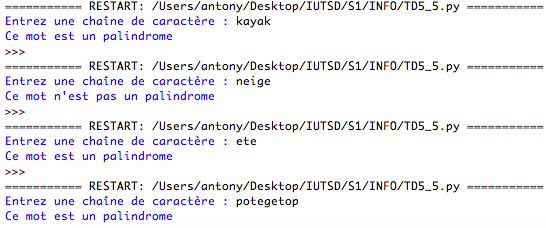 =========== RESTART: /Users/antony/Desktop/IUTSD/S1/INFO/TD5_5.py ===========
Entrez une chaîne de caractère : kayak
Ce mot est un palindrome
>>>
=========== RESTART: /Users/antony/Desktop/IUTSD/S1/INFO/TD5_5.py ===========
Entrez une chaîne de caractère : neige
Ce mot n'est pas un palindrome
>>>
=========== RESTART: /Users/antony/Desktop/IUTSD/S1/INFO/TD5_5.py ===========
Entrez une chaîne de caractère : ete
Ce mot est un palindrome
>>>
=========== RESTART: /Users/antony/Desktop/IUTSD/S1/INFO/TD5_5.py ===========
Entrez une chaîne de caractère : potegetop
Ce mot est un palindrome